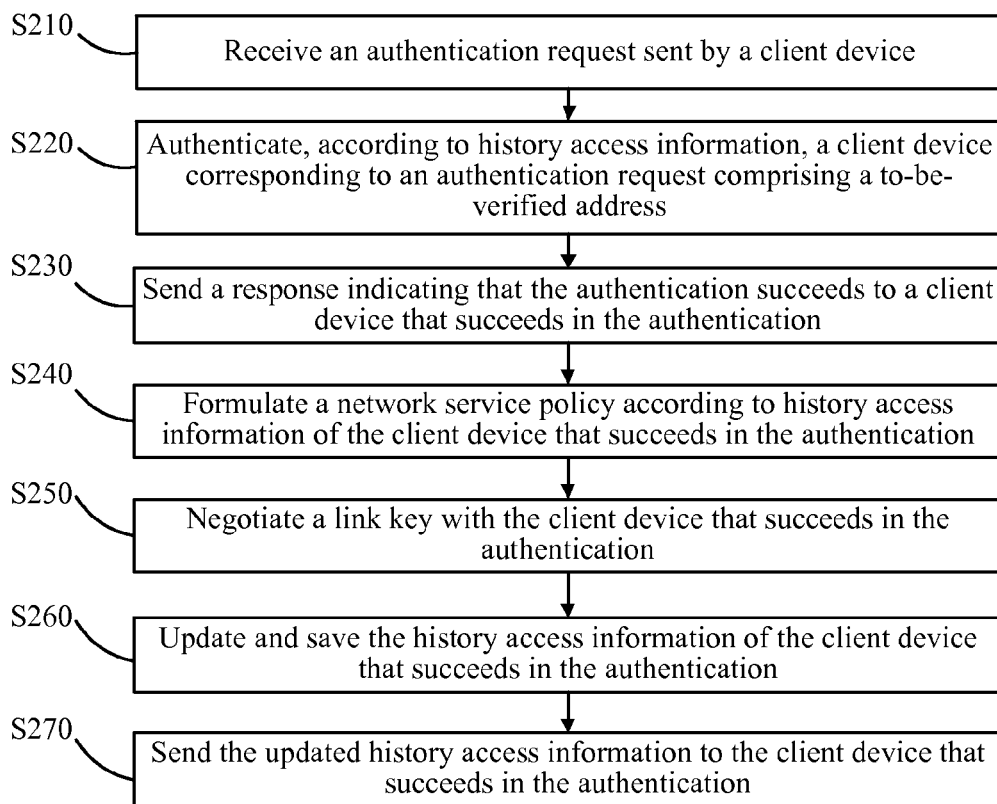 S210
Receive an authentication request sent by a client device
S220
Authenticate, according to history access information, a client device
corresponding to an authentication request comprising a to-be-
verified address
S230
Send a response indicating that the authentication succeeds to a client
device that succeeds in the authentication
S240
Formulate a network service policy according to history access
information of the client device that succeeds in the authentication
S250
Negotiate a link key with the client device that succeeds in the
authentication
S260
Update and save the history access information of the client device
that succeeds in the authentication
S270
Send the updated history access information to the client device that
succeeds in the authentication